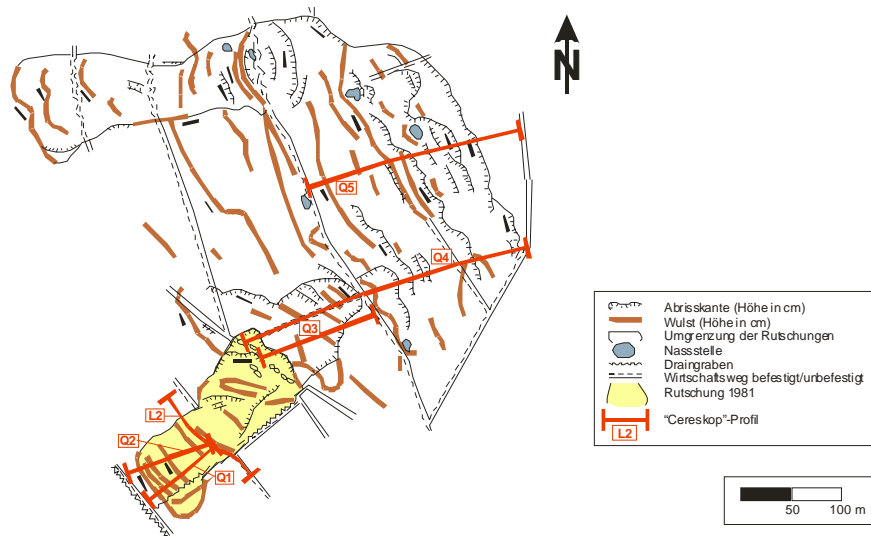 N
Q5
Q4
Q3
L2
Q2
Q1
Abrisskante (Höhe in cm)
Wulst (Höhe in cm)
Umgrenzung der Rutschungen
Nassstelle
Draingraben
Wirtschaftsweg befestigt/unbefestigt
Rutschung 1981
"Cereskop"-Profil
L2
50 100 m